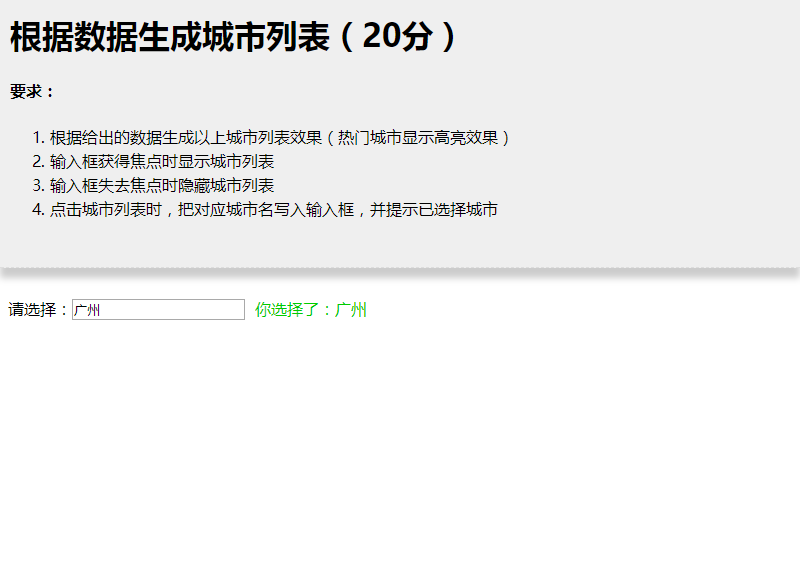 根据数据生成城市列表（20分）
要求：
1. 根据给出的数据生成以上城市列表效果（热门城市显示高亮效果）
2. 输入框获得焦点时显示城市列表
3. 输入框失去焦点时隐藏城市列表
4. 点击城市列表时，把对应城市名写入输入框，并提示已选择城市
请选择：广州 你选择了：广州